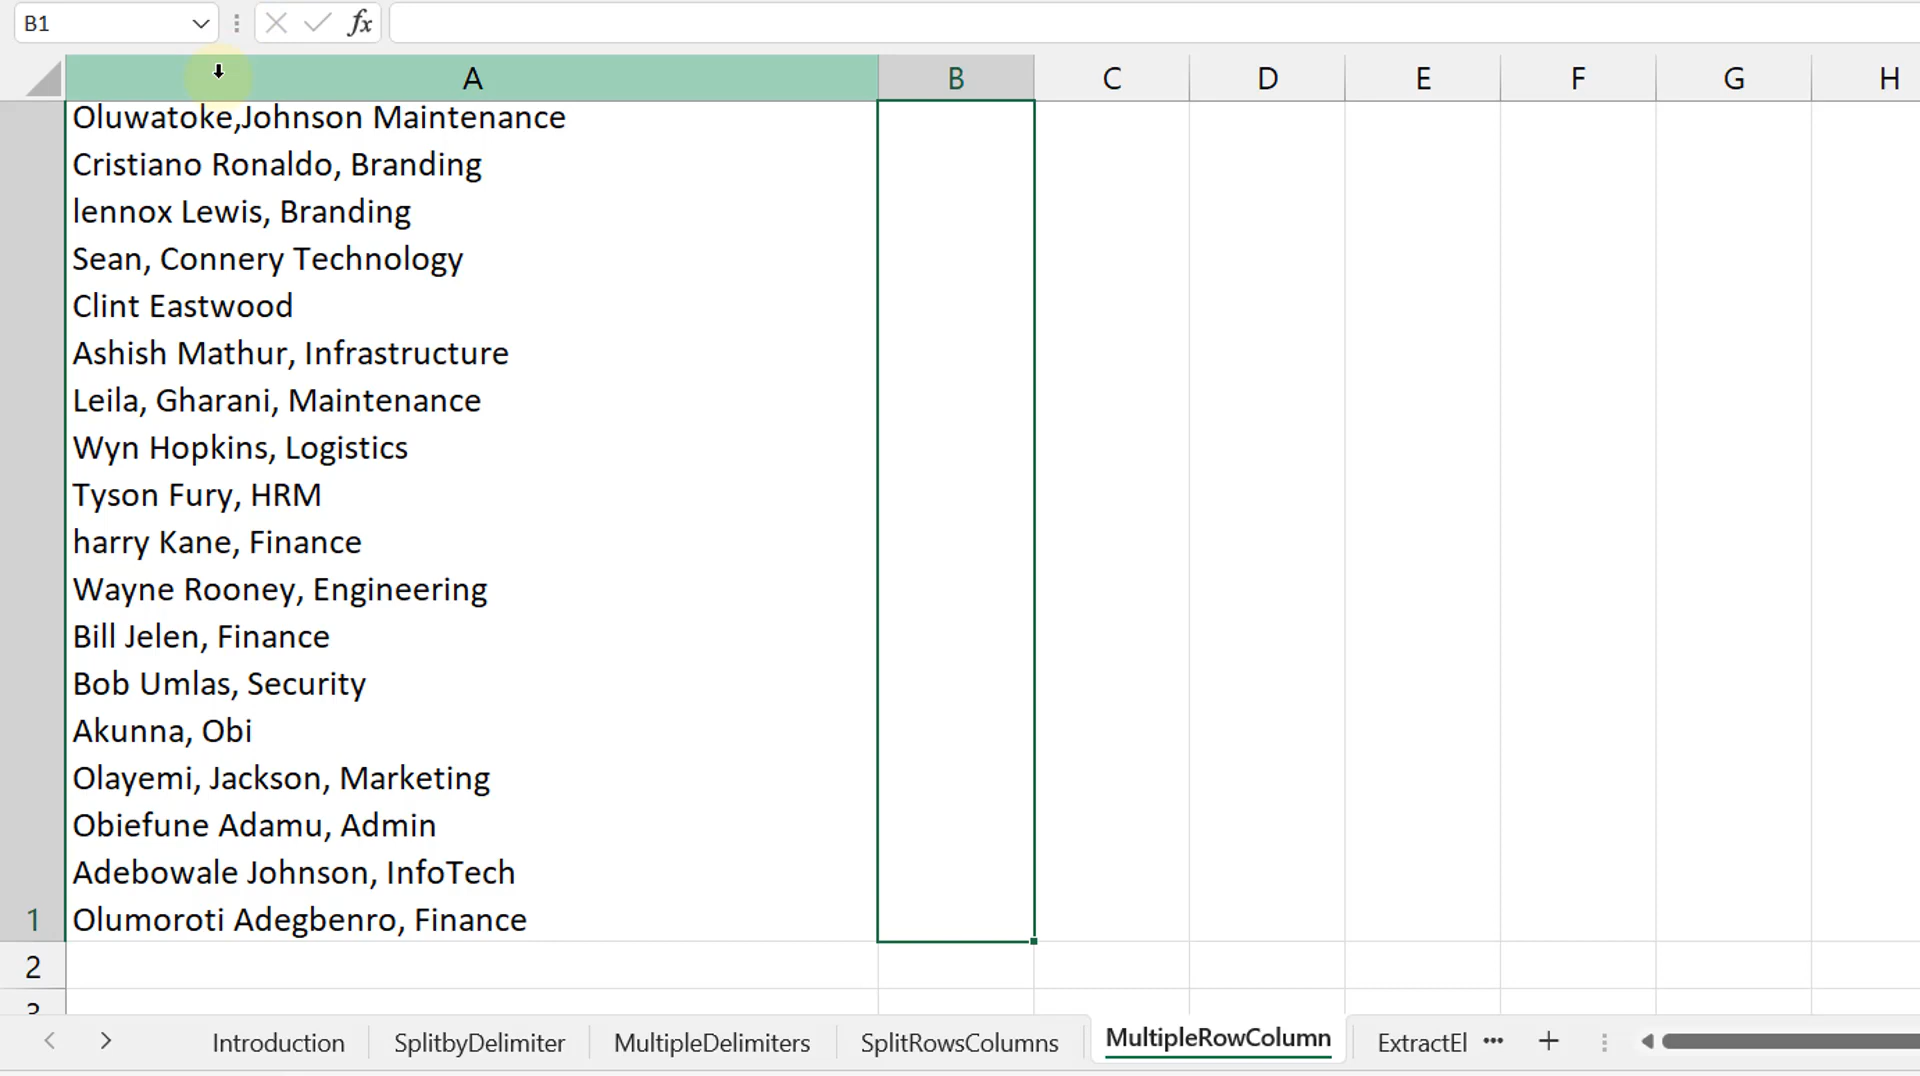 B1 fx
A B C D E F G H
Oluwatoke,Johnson Maintenance
Cristiano Ronaldo, Branding
lennox Lewis, Branding
Sean, Connery Technology
Clint Eastwood
Ashish Mathur, Infrastructure
Leila, Gharani, Maintenance
Wyn Hopkins, Logistics
Tyson Fury, HRM
harry Kane, Finance
Wayne Rooney, Engineering
Bill Jelen, Finance
Bob Umlas, Security
Akunna, Obi
Olayemi, Jackson, Marketing
Obiefune Adamu, Admin
Adebowale Johnson, InfoTech
1 Olumoroti Adegbenro, Finance
2
3
Introduction SplitbyDelimiter MultipleDelimiters SplitRowsColumns MultipleRowColumn ExtractEl ...